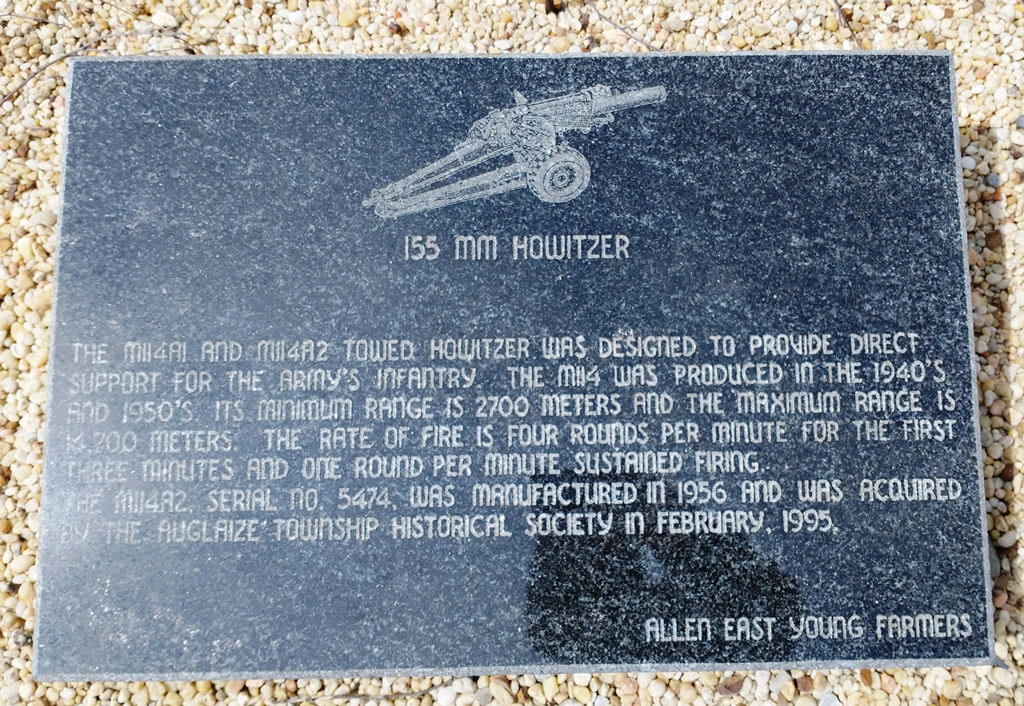 155 MM HOWITZER
THE M114A1 AND M114A2 TOWED HOWITZER WAS DESIGNED TO PROVIDE DIRECT
SUPPORT FOR THE ARMY'S INFANTRY. THE M114 WAS PRODUCED IN THE 1940'S
AND 1950'S. ITS MINIMUM RANGE IS 2700 METERS AND THE MAXIMUM RANGE IS
14,200 METERS. THE RATE OF FIRE IS FOUR ROUNDS PER MINUTE FOR THE FIRST
THREE MINUTES AND ONE ROUND PER MINUTE SUSTAINED FIRING.
THE M114A2, SERIAL NO. 5474, WAS MANUFACTURED IN 1956 AND WAS ACQUIRED
BY THE AUGLAIZE TOWNSHIP HISTORICAL SOCIETY IN FEBRUARY, 1995.
ALLEN EAST YOUNG FARMERS